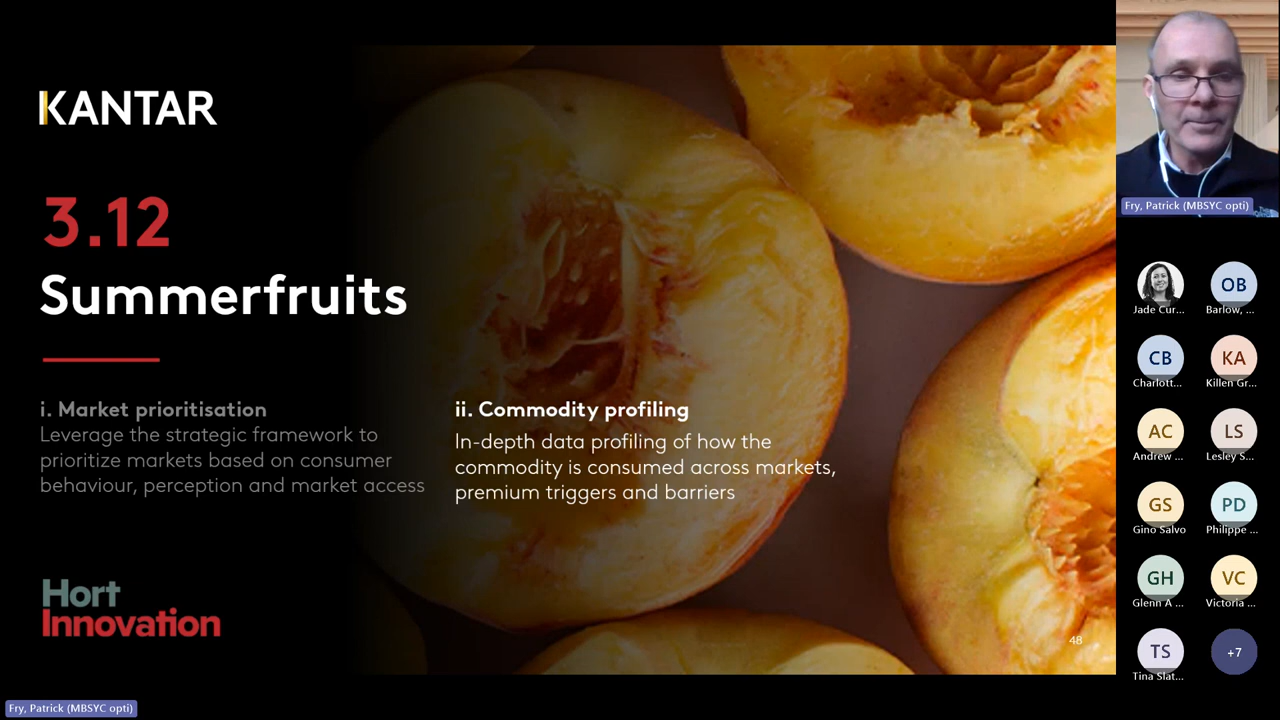 KANTAR
3.12
Summerfruits
i. Market prioritisation
Leverage the strategic framework to
prioritize markets based on consumer
behaviour, perception and market access
ii. Commodity profiling
In-depth data profiling of how the
commodity is consumed across markets,
premium triggers and barriers
Hort
Innovation
48
Fry, Patrick (MBSYC opti)
Fry, Patrick (MBSYC opti)
Jade Cur...
OB
Barlow, ...
CB
Charlott...
KA
Killen Gr...
AC
Andrew ...
LS
Lesley S...
GS
Gino Salvo
PD
Philippe ...
GH
Glenn A ...
VC
Victoria ...
TS
Tina Slat...
+7